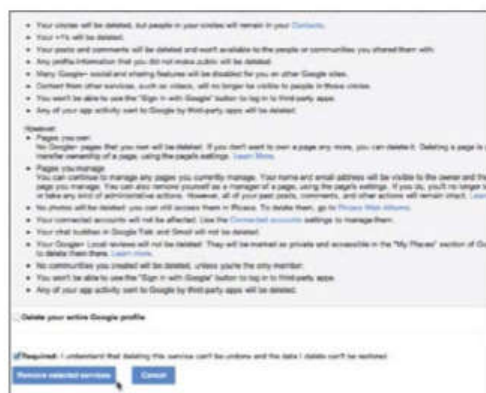 Your circles will be deleted, but people in your circles will remain in your Contacts.
Your +1's will be deleted.
Your posts and comments will be deleted and won't available to the people or communities you shared them with.
Any profile information that you did not make public will be deleted.
Many Google+ social and sharing features will be disabled for you on other Google sites.
Content from other services, such as videos, will no longer be visible to people in those circles.
You won't be able to use the "Sign in with Google" button to log in to third-party apps.
Any of your app activity sent to Google by third-party apps will be deleted.
However:
Pages you own:
No Google+ pages that you own will be deleted. If you don't want to own a page any more, you can delete it. Deleting a page is
transfer ownership of a page, using the page's settings. Learn More.
Pages you manage
You can continue to manage any pages you currently manage. Your name and email address will be visible to the owner and the
page you manage. You can also remove yourself as a manager of a page, using the page's settings. If you do, you'll no longer
or take any kind of administrative actions. However, all of your past posts, comments, and other actions will remain intact.
No photos will be deleted: you can still access them in Picasa. To delete them, go to Picasa Web Albums.
Your connected accounts will not be affected. Use the Connected accounts settings to manage them.
Your chat buddies in Google Talk and Gmail will not be deleted.
Your Google+ Local reviews will not be deleted. They will be marked as private and accessible in the "My Places" section of
to delete them there. Learn more.
No communities you created will be deleted, unless you're the only member.
You won't be able to use the "Sign in with Google" button to log in to third-party apps.
Any of your app activity sent to Google by third-party apps will be deleted.
Delete your entire Google profile
Required: I understand that deleting this service can't be undone and the data I delete can't be restored.
Remove selected services
Cancel